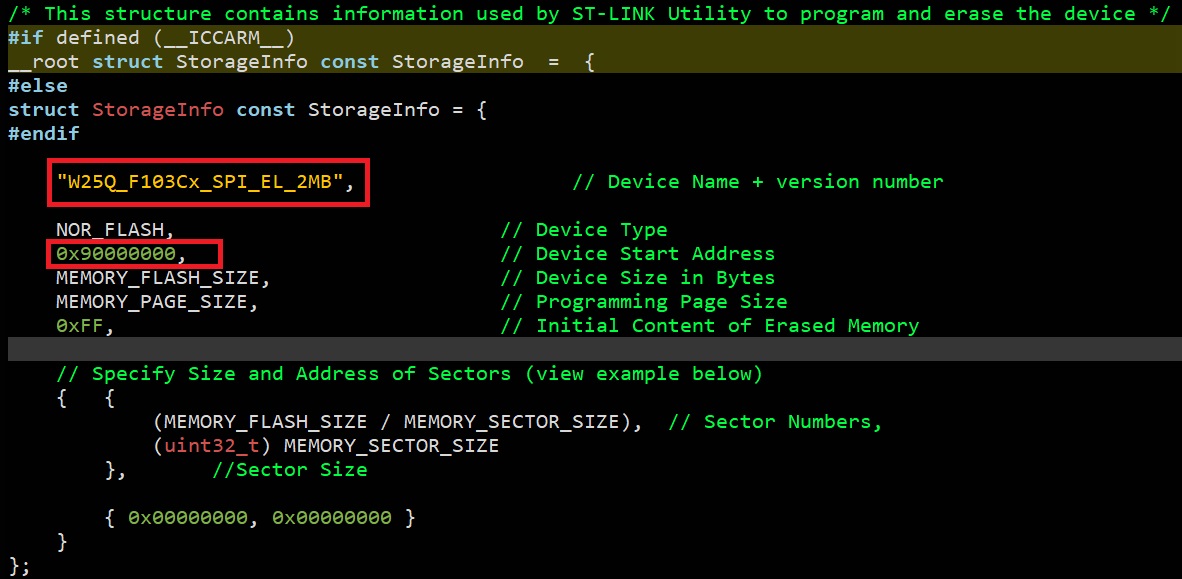 /* This structure contains information used by ST-LINK Utility to program and erase the device */
#if defined (__ICCARM__)
__root struct StorageInfo const StorageInfo  =  {
#else
struct StorageInfo const StorageInfo = {
#endif
"W25Q_F103Cx_SPI_EL_2MB", // Device Name + version number
NOR_FLASH, // Device Type
0x90000000, // Device Start Address
MEMORY_FLASH_SIZE, // Device Size in Bytes
MEMORY_PAGE_SIZE, // Programming Page Size
0xFF, // Initial Content of Erased Memory
// Specify Size and Address of Sectors (view example below)
{ {
(MEMORY_FLASH_SIZE / MEMORY_SECTOR_SIZE), // Sector Numbers,
(uint32_t) MEMORY_SECTOR_SIZE
}, //Sector Size
{ 0x00000000, 0x00000000 }
}
};